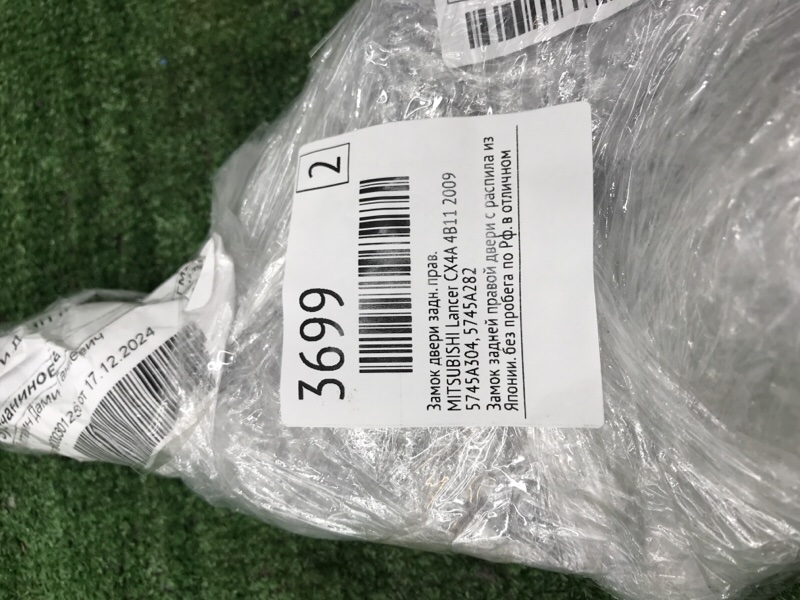 3699
2
Замок двери задн. прав.
MITSUBISHI Lancer CX4A 4B11 2009
5745A304, 5745A282
Замок задней правой двери с распила из
Японии. без пробега по Рф. в отличном
от 17.12.2024